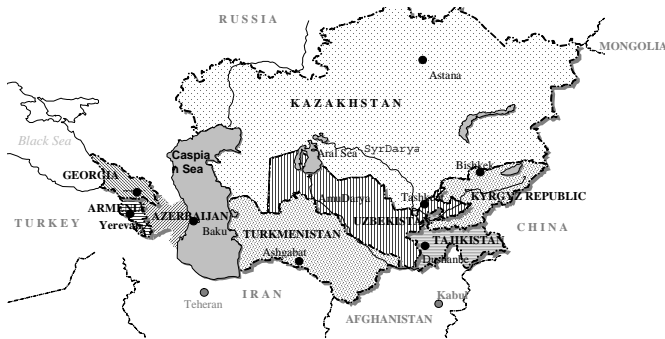 RUSSIA
MONGOLIA
Astana
KAZAKHSTAN
Black Sea
Aral Sea
SyrDarya
Caspia
n Sea
Bishkek
GEORGIA
AmuDarya
Tashkent
KYRGYZ REPUBLIC
ARMENIA
AZERBAIJAN
UZBEKISTAN
TURKEY
Yerevan
Baku
TURKMENISTAN
TAJIKISTAN
CHINA
Ashgabat
Dushanbe
Teheran
IRAN
Kabul
AFGHANISTAN